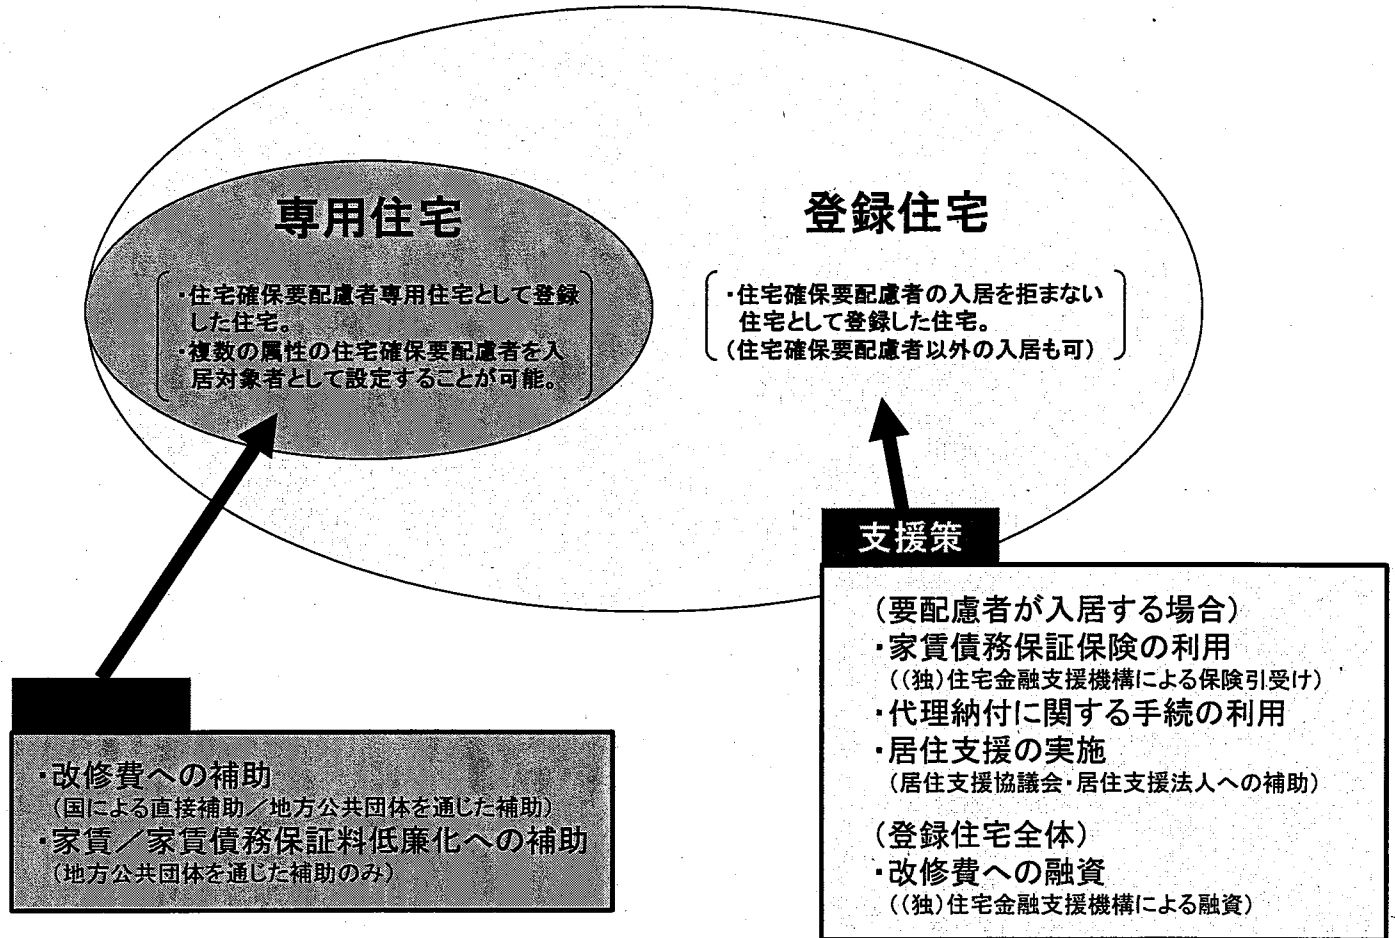 専用住宅
・住宅確保要配慮者専用住宅として登録
した住宅。
・複数の属性の住宅確保要配慮者を入
居対象者として設定することが可能。
登録住宅
・住宅確保要配慮者の入居を拒まない
住宅として登録した住宅。
(住宅確保要配慮者以外の入居も可)
・改修費への補助
(国による直接補助/地方公共団体を通じた補助)
・家賃/家賃債務保証料低廉化への補助
(地方公共団体を通じた補助のみ)
支援策
(要配慮者が入居する場合)
・家賃債務保証保険の利用
((独)住宅金融支援機構による保険引受け)
・代理納付に関する手続の利用
・居住支援の実施
(居住支援協議会・居住支援法人への補助)
(登録住宅全体)
・改修費への融資
((独)住宅金融支援機構による融資)